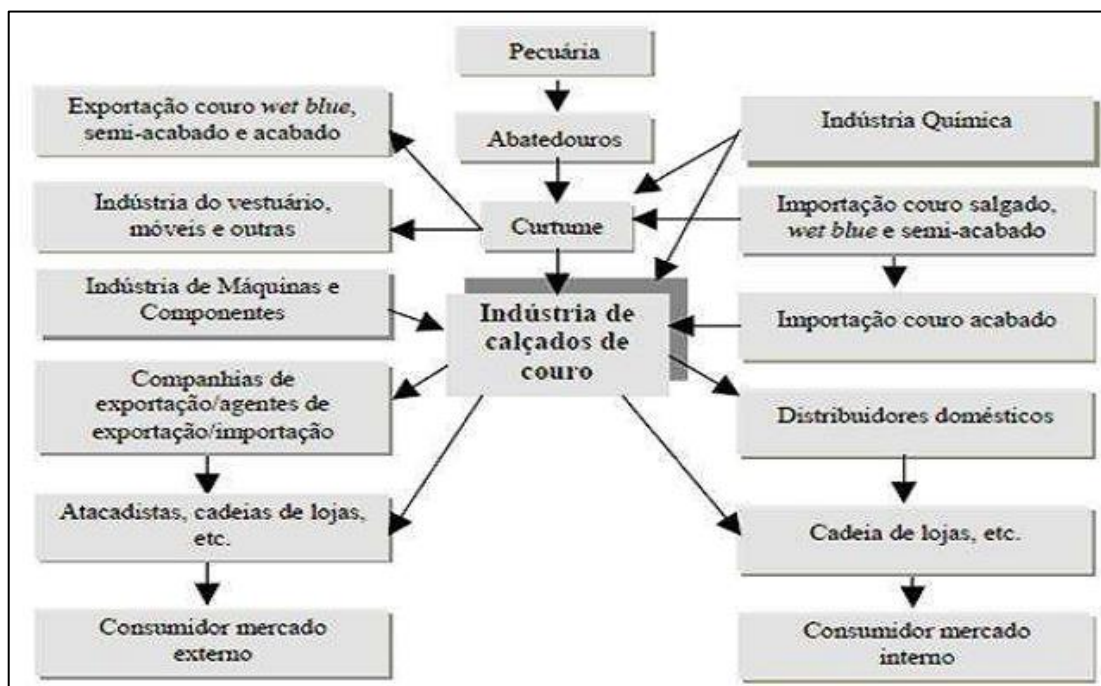 Pecuária
Exportação couro wet blue,
semi-acabado e acabado
Abatedouros
Indústria Química
Indústria do vestuário,
móveis e outras
Curtume
Importação couro salgado,
wet blue e semi-acabado
Indústria de Máquinas e
Componentes
Indústria de
calçados de
couro
Importação couro acabado
Companhias de
exportação/agentes de
exportação/importação
Distribuidores domésticos
Atacadistas, cadeias de lojas,
etc.
Cadeia de lojas, etc.
Consumidor mercado
externo
Consumidor mercado
interno